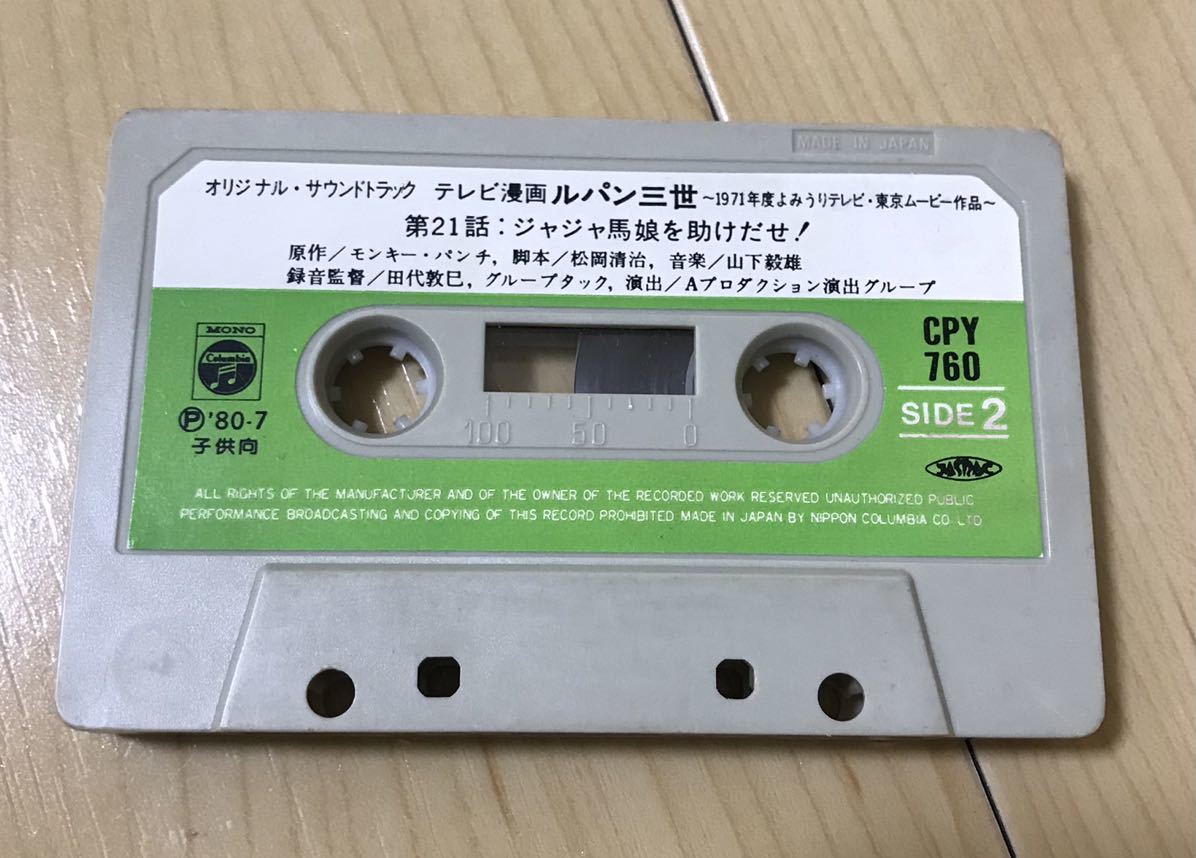 MADE IN JAPAN
オリジナル・サウンドトラック テレビ漫画 ルパン三世 〜1971年度よみうりテレビ・東京ムービー作品〜
第21話：ジャジャ馬娘を助けだせ！
原作／モンキー・パンチ，脚本／松岡清治，音楽／山下毅雄
録音監督／田代敦巳，グループタック，演出／Aプロダクション演出グループ
MONO
Columbia
Ⓟ'80-7
子供向
CPY
760
SIDE 2
JASRAC
100 50 0
ALL RIGHTS OF THE MANUFACTURER AND OF THE OWNER OF THE RECORDED WORK RESERVED UNAUTHORIZED PUBLIC
PERFORMANCE BROADCASTING AND COPYING OF THIS RECORD PROHIBITED MADE IN JAPAN BY NIPPON COLUMBIA CO LTD